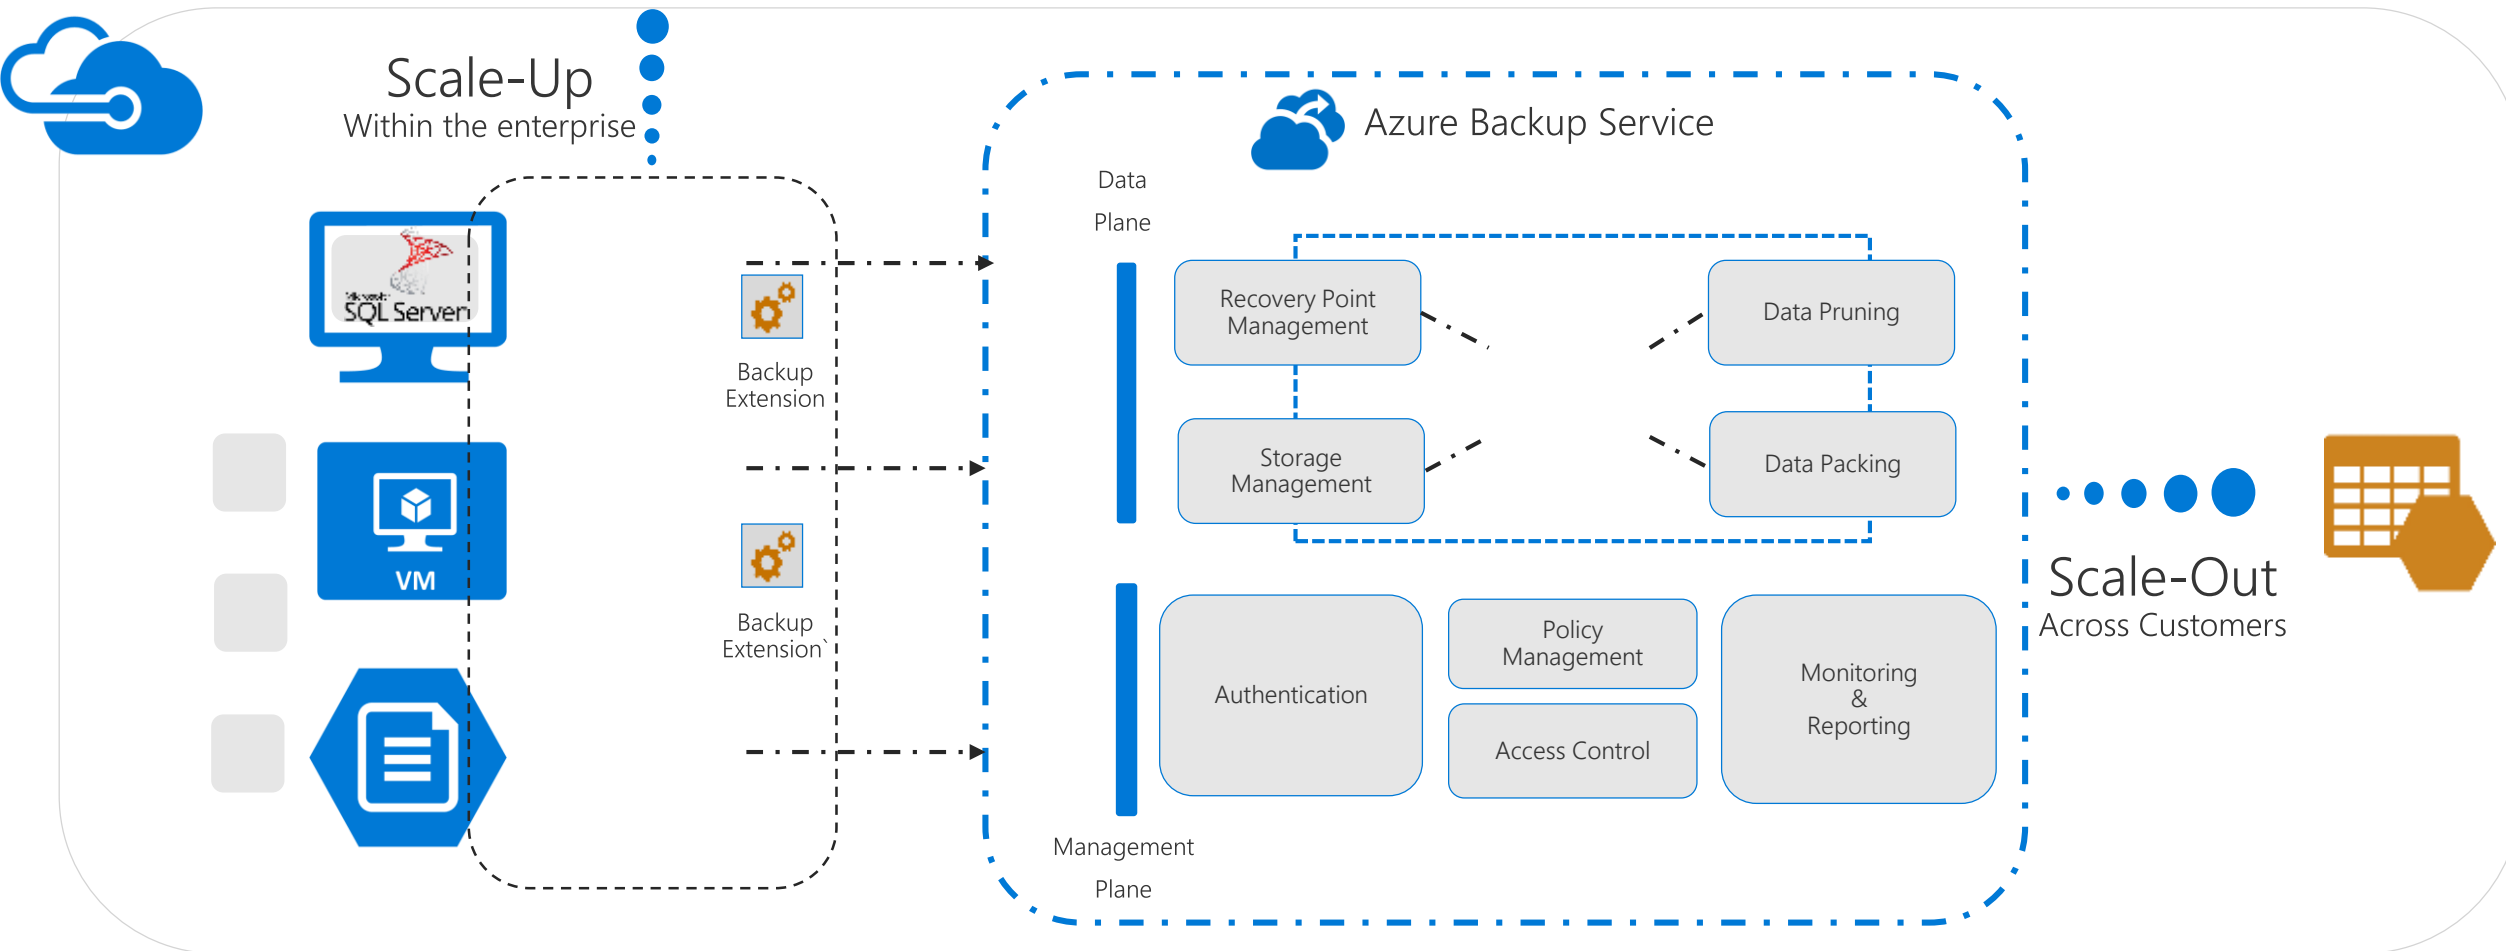 Scale-Up
Within the enterprise
Azure Backup Service
Data
Plane
Microsoft
SQL Server
Recovery Point
Management
Data Pruning
Backup
Extension
Storage
Management
Data Packing
VM
Backup
Extension`
Scale-Out
Across Customers
Authentication
Policy
Management
Access Control
Monitoring
&
Reporting
Management
Plane